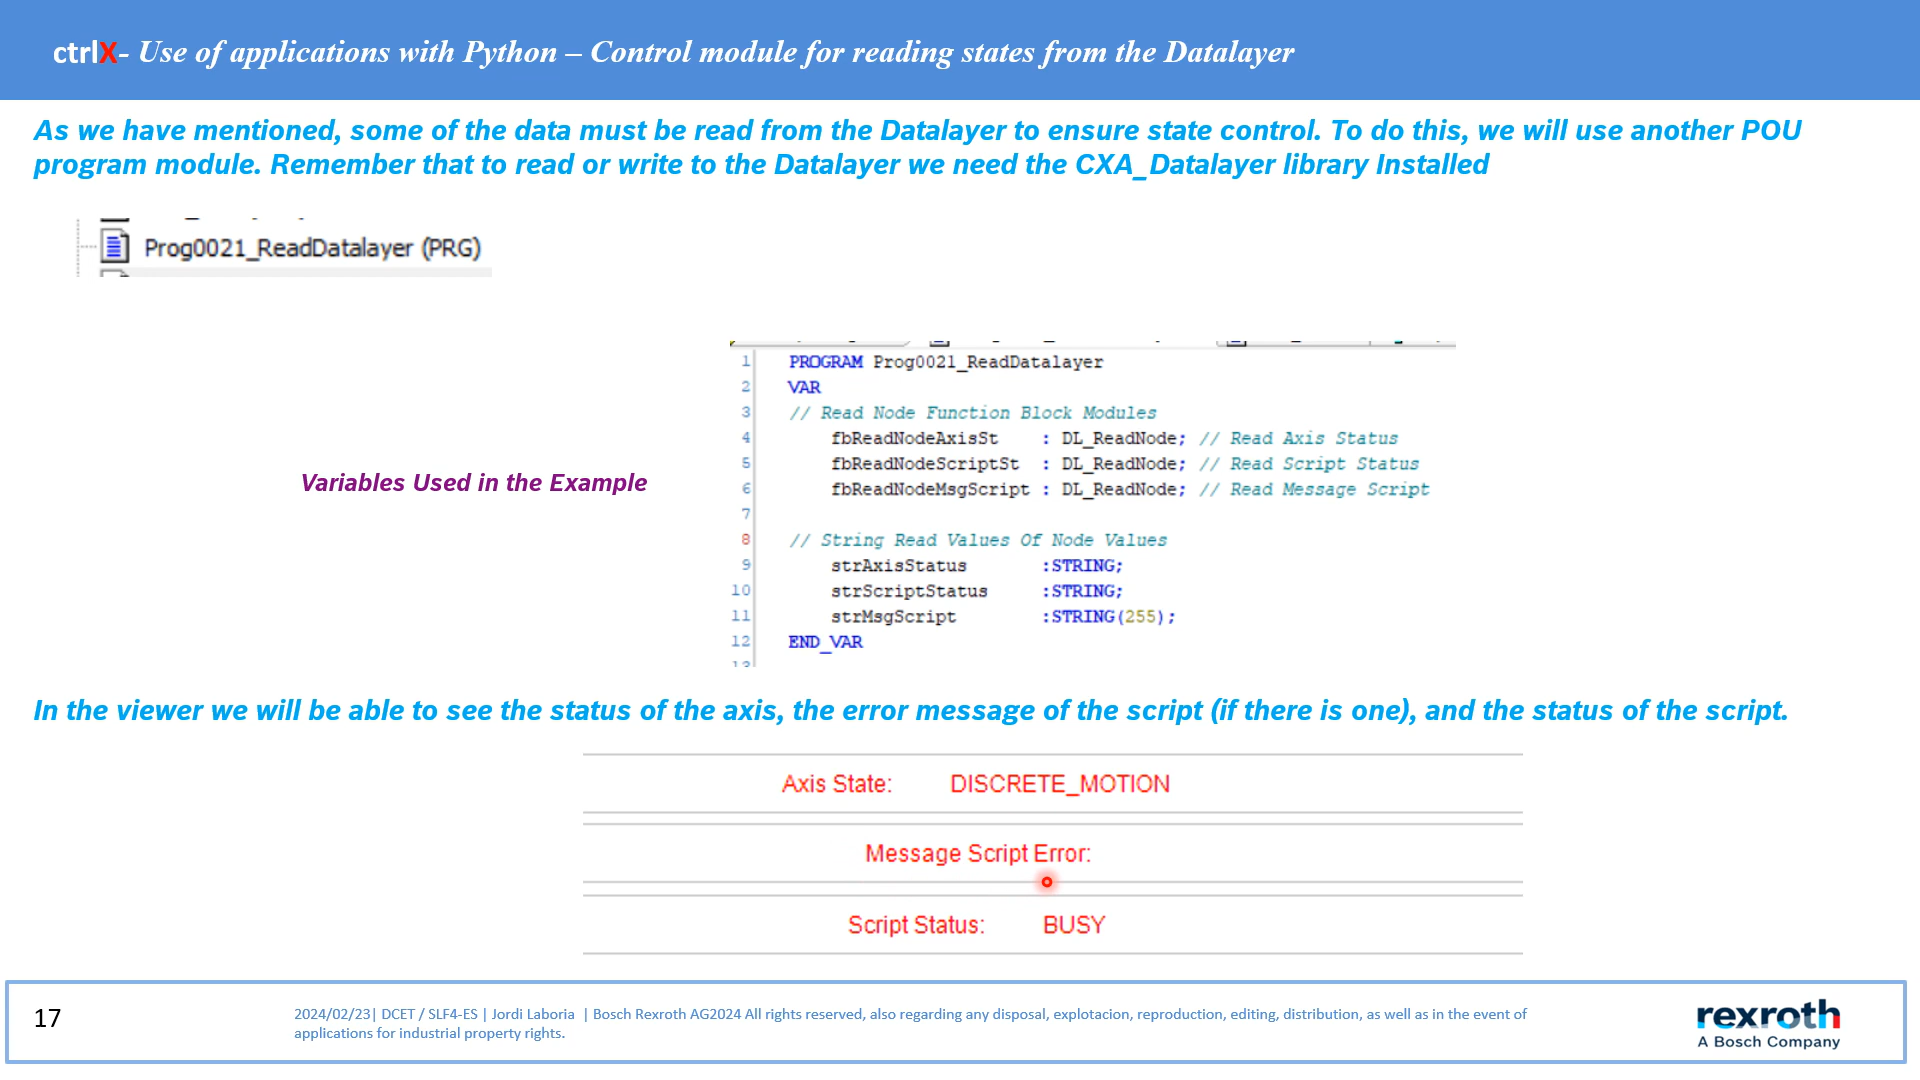 ctrlX- Use of applications with Python – Control module for reading states from the Datalayer
As we have mentioned, some of the data must be read from the Datalayer to ensure state control. To do this, we will use another POU
program module. Remember that to read or write to the Datalayer we need the CXA_Datalayer library Installed
Prog0021_ReadDatalayer (PRG)
1 PROGRAM Prog0021_ReadDatalayer
2 VAR
3 // Read Node Function Block Modules
4 fbReadNodeAxisSt : DL_ReadNode; // Read Axis Status
5 fbReadNodeScriptSt : DL_ReadNode; // Read Script Status
6 fbReadNodeMsgScript : DL_ReadNode; // Read Message Script
7
8 // String Read Values Of Node Values
9 strAxisStatus :STRING;
10 strScriptStatus :STRING;
11 strMsgScript :STRING(255);
12 END_VAR
Variables Used in the Example
In the viewer we will be able to see the status of the axis, the error message of the script (if there is one), and the status of the script.
Axis State: DISCRETE_MOTION
Message Script Error:
Script Status: BUSY
17
2024/02/23| DCET / SLF4-ES | Jordi Laboria | Bosch Rexroth AG2024 All rights reserved, also regarding any disposal, explotacion, reproduction, editing, distribution, as well as in the event of
applications for industrial property rights.
rexroth
A Bosch Company